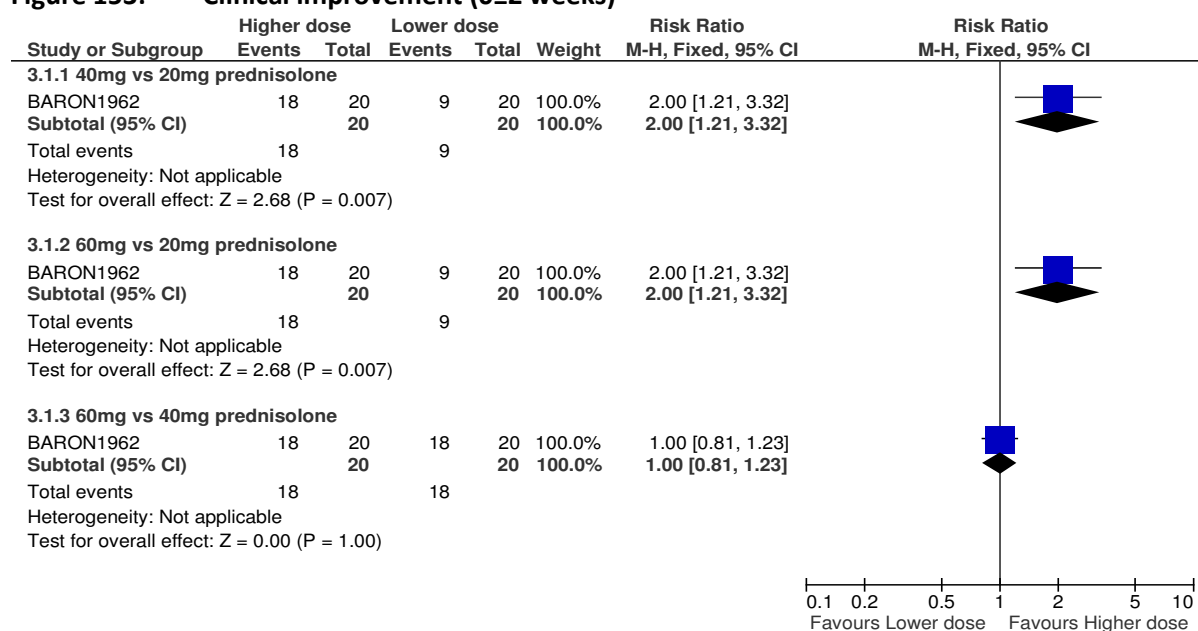 Figure Clinical improvement (0≤2 weeks)
Higher dose Lower dose Risk Ratio Risk Ratio
Study or Subgroup Events Total Events Total Weight M-H, Fixed, 95% CI M-H, Fixed, 95% CI
3.1.1 40mg vs 20mg prednisolone
BARON1962 18 20 9 20 100.0% 2.00 [1.21, 3.32]
Subtotal (95% CI) 20 20 100.0% 2.00 [1.21, 3.32]
Total events 18 9
Heterogeneity: Not applicable
Test for overall effect: Z = 2.68 (P = 0.007)
3.1.2 60mg vs 20mg prednisolone
BARON1962 18 20 9 20 100.0% 2.00 [1.21, 3.32]
Subtotal (95% CI) 20 20 100.0% 2.00 [1.21, 3.32]
Total events 18 9
Heterogeneity: Not applicable
Test for overall effect: Z = 2.68 (P = 0.007)
3.1.3 60mg vs 40mg prednisolone
BARON1962 18 20 18 20 100.0% 1.00 [0.81, 1.23]
Subtotal (95% CI) 20 20 100.0% 1.00 [0.81, 1.23]
Total events 18 18
Heterogeneity: Not applicable
Test for overall effect: Z = 0.00 (P = 1.00)
0.1 0.2 0.5 1 2 5 10
Favours Lower dose Favours Higher dose